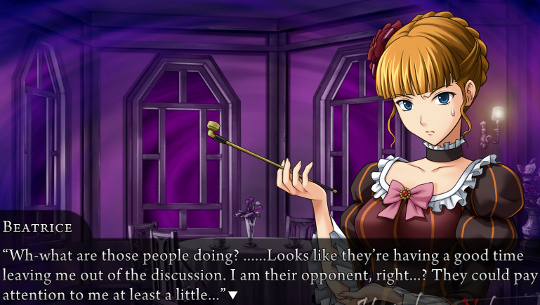 BEATRICE
“Wh-what are those people doing? ......Looks like they’re having a good time
leaving me out of the discussion. I am their opponent, right...? They could pay
attention to me at least a little...”